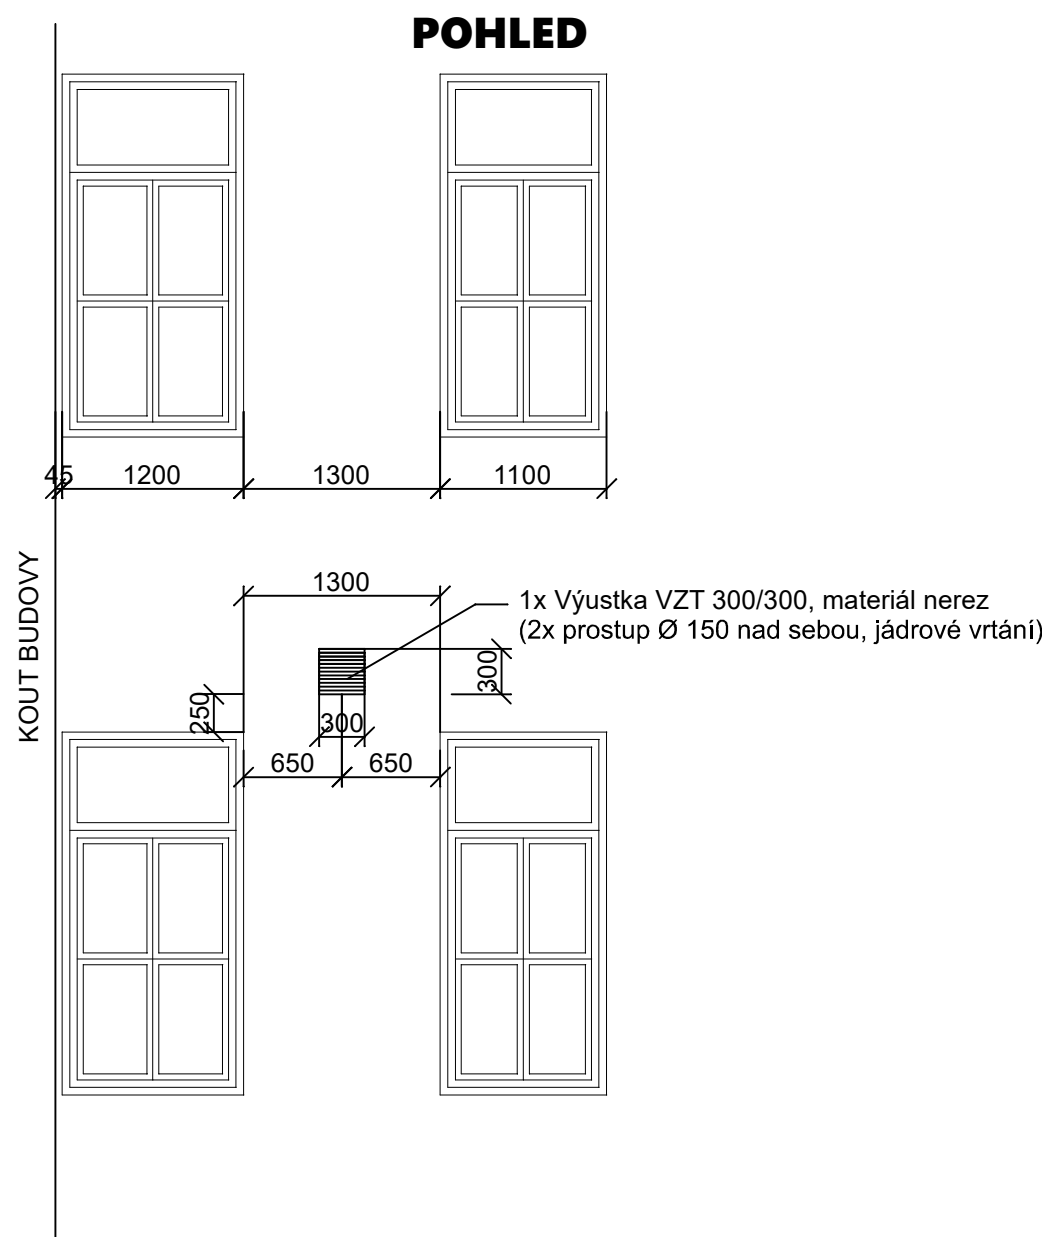 POHLED
45
1200
1300
1100
KOUT BUDOVY
1300
1x Výustka VZT 300/300, materiál nerez
(2x prostup Ø 150 nad sebou, jádrové vrtání)
300
250
300
650
650